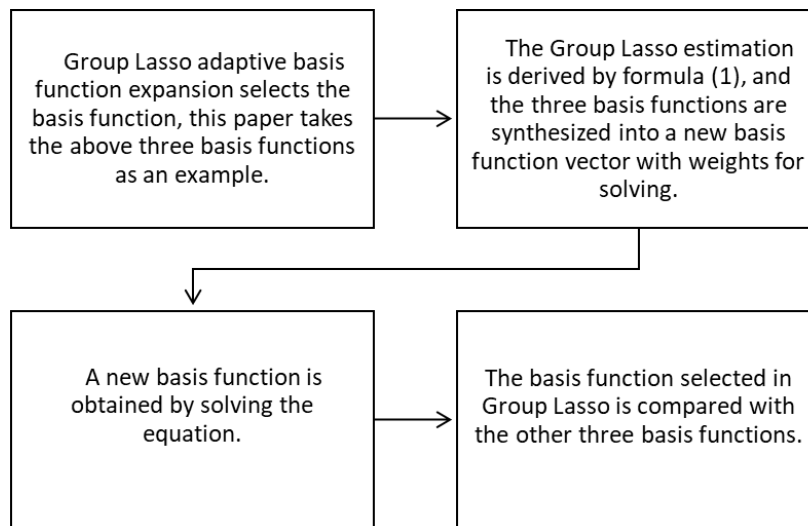 Group Lasso adaptive basis
function expansion selects the
basis function, this paper takes
the above three basis functions
as an example.
The Group Lasso estimation
is derived by formula (1), and
the three basis functions are
synthesized into a new basis
function vector with weights for
solving.
A new basis function is
obtained by solving the
equation.
The basis function selected in
Group Lasso is compared with
the other three basis functions.